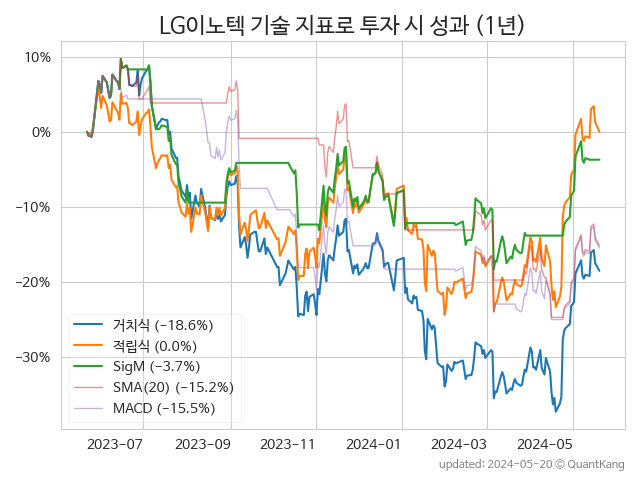 LG이노텍 기술 지표로 투자 시 성과 (1년)
10%
0%
−10%
−20%
−30%
거치식 (−18.6%)
적립식 (0.0%)
SigM (−3.7%)
SMA(20) (−15.2%)
MACD (−15.5%)
2023−07 2023−09 2023−11 2024−01 2024−03 2024−05
updated: 2024−05−20 © QuantKang